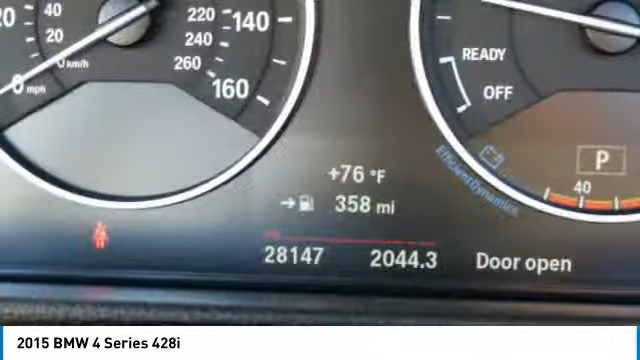 20
40
20
0 km/h
0 mph
220
240
260
140
160
READY
OFF
EfficientDynamics
P
40
+76 °F
358 mi
28147 2044.3 Door open
2015 BMW 4 Series 428i